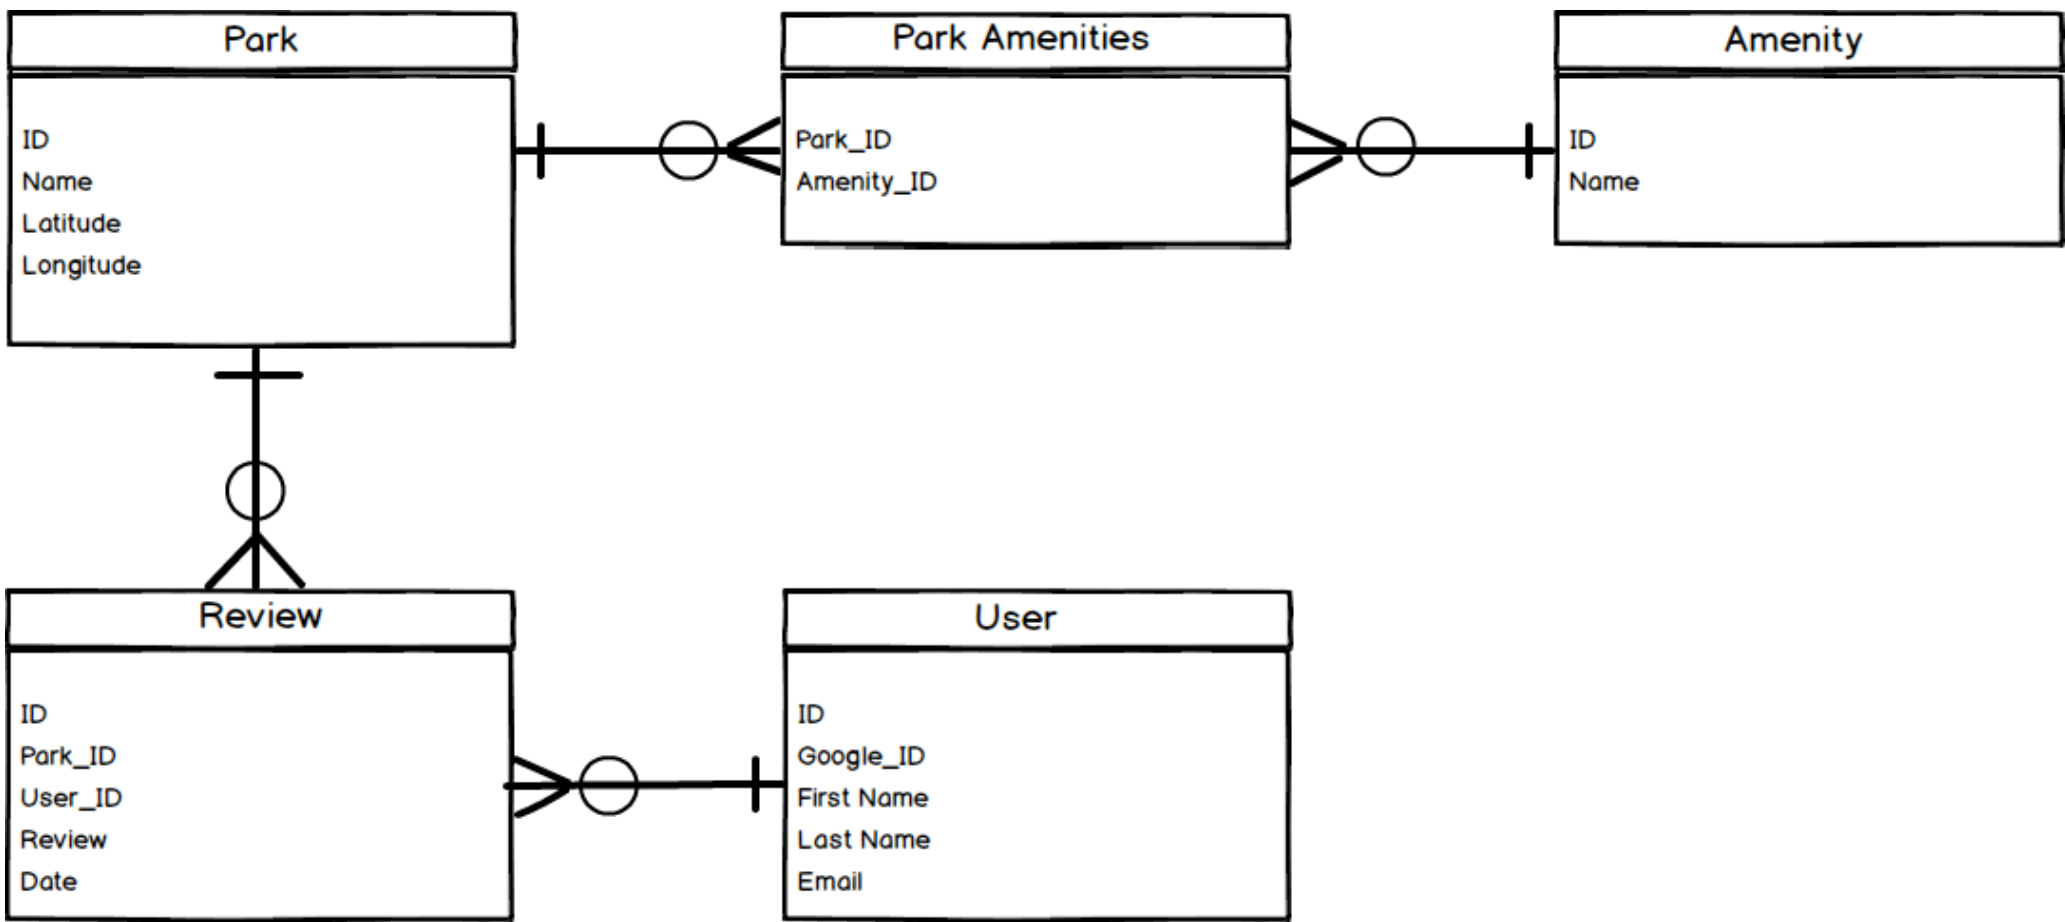 Park
ID
Name
Latitude
Longitude
Park Amenities
Park_ID
Amenity_ID
Amenity
ID
Name
Review
ID
Park_ID
User_ID
Review
Date
User
ID
Google_ID
First Name
Last Name
Email